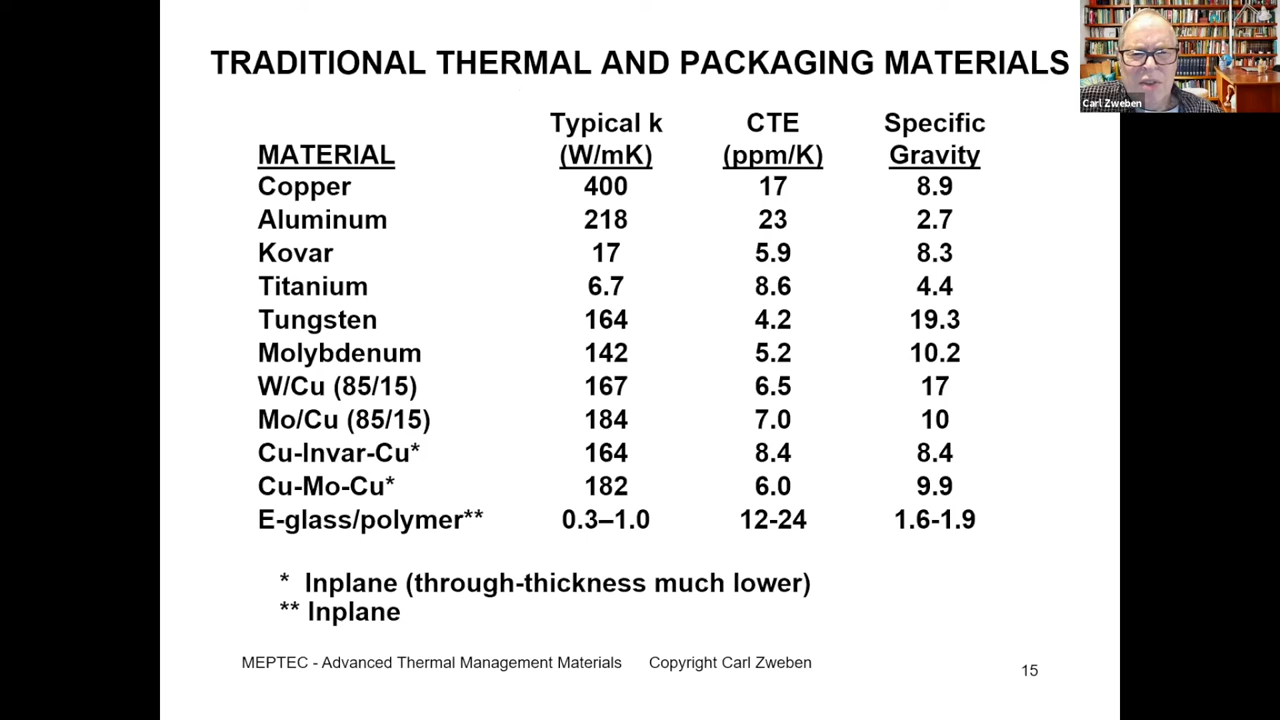 TRADITIONAL THERMAL AND PACKAGING MATERIALS
Carl Zweben
Typical k CTE Specific
MATERIAL (W/mK) (ppm/K) Gravity
Copper 400 17 8.9
Aluminum 218 23 2.7
Kovar 17 5.9 8.3
Titanium 6.7 8.6 4.4
Tungsten 164 4.2 19.3
Molybdenum 142 5.2 10.2
W/Cu (85/15) 167 6.5 17
Mo/Cu (85/15) 184 7.0 10
Cu-Invar-Cu* 164 8.4 8.4
Cu-Mo-Cu* 182 6.0 9.9
E-glass/polymer** 0.3–1.0 12-24 1.6-1.9
* Inplane (through-thickness much lower)
** Inplane
MEPTEC - Advanced Thermal Management Materials Copyright Carl Zweben
15